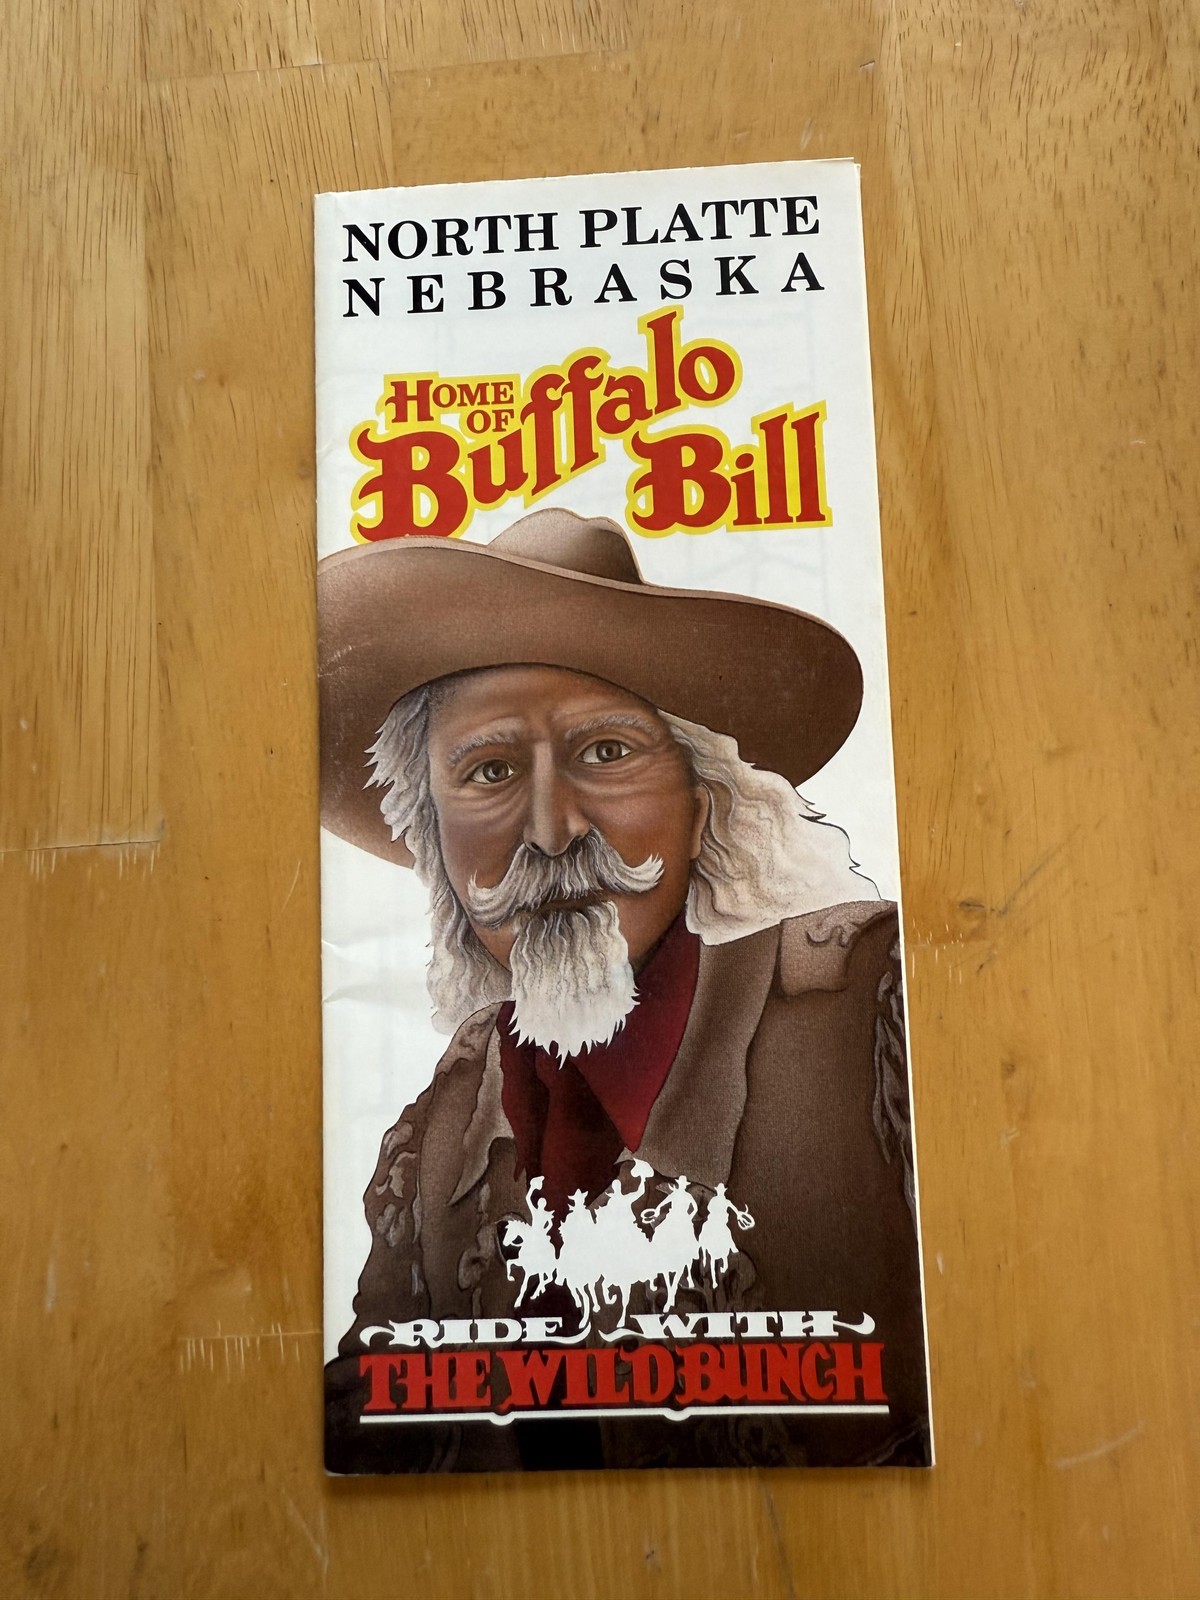 NORTH PLATTE
NEBRASKA
HOME OF Buffalo
Bill
RIDE WITH
THE WILD BUNCH